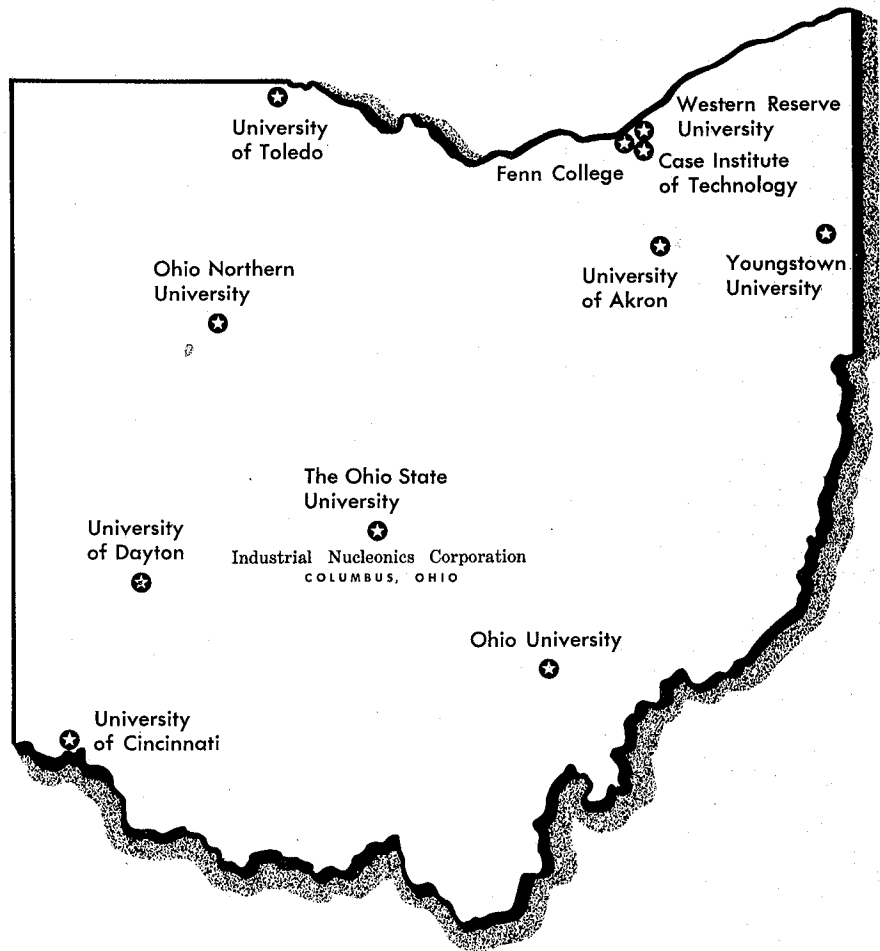 Western Reserve
University
University
of Toledo
Fenn College
Case Institute
of Technology
Ohio Northern
University
University
of Akron
Youngstown
University
The Ohio State
University
University
of Dayton
Industrial Nucleonics Corporation
COLUMBUS, OHIO
Ohio University
University
of Cincinnati